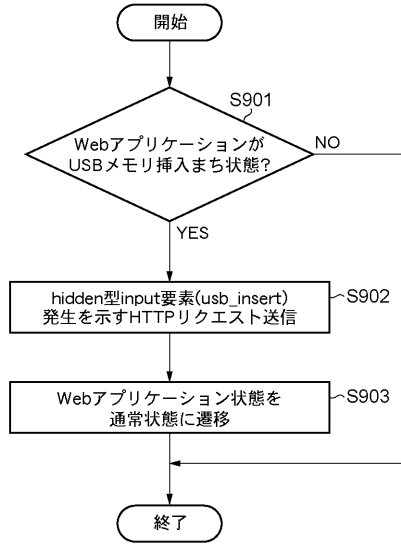 開始
S901
Webアプリケーションが
USBメモリ挿入まち状態?
NO
YES
hidden型input要素(usb_insert)
発生を示すHTTPリクエスト送信
S902
Webアプリケーション状態を
通常状態に遷移
S903
終了